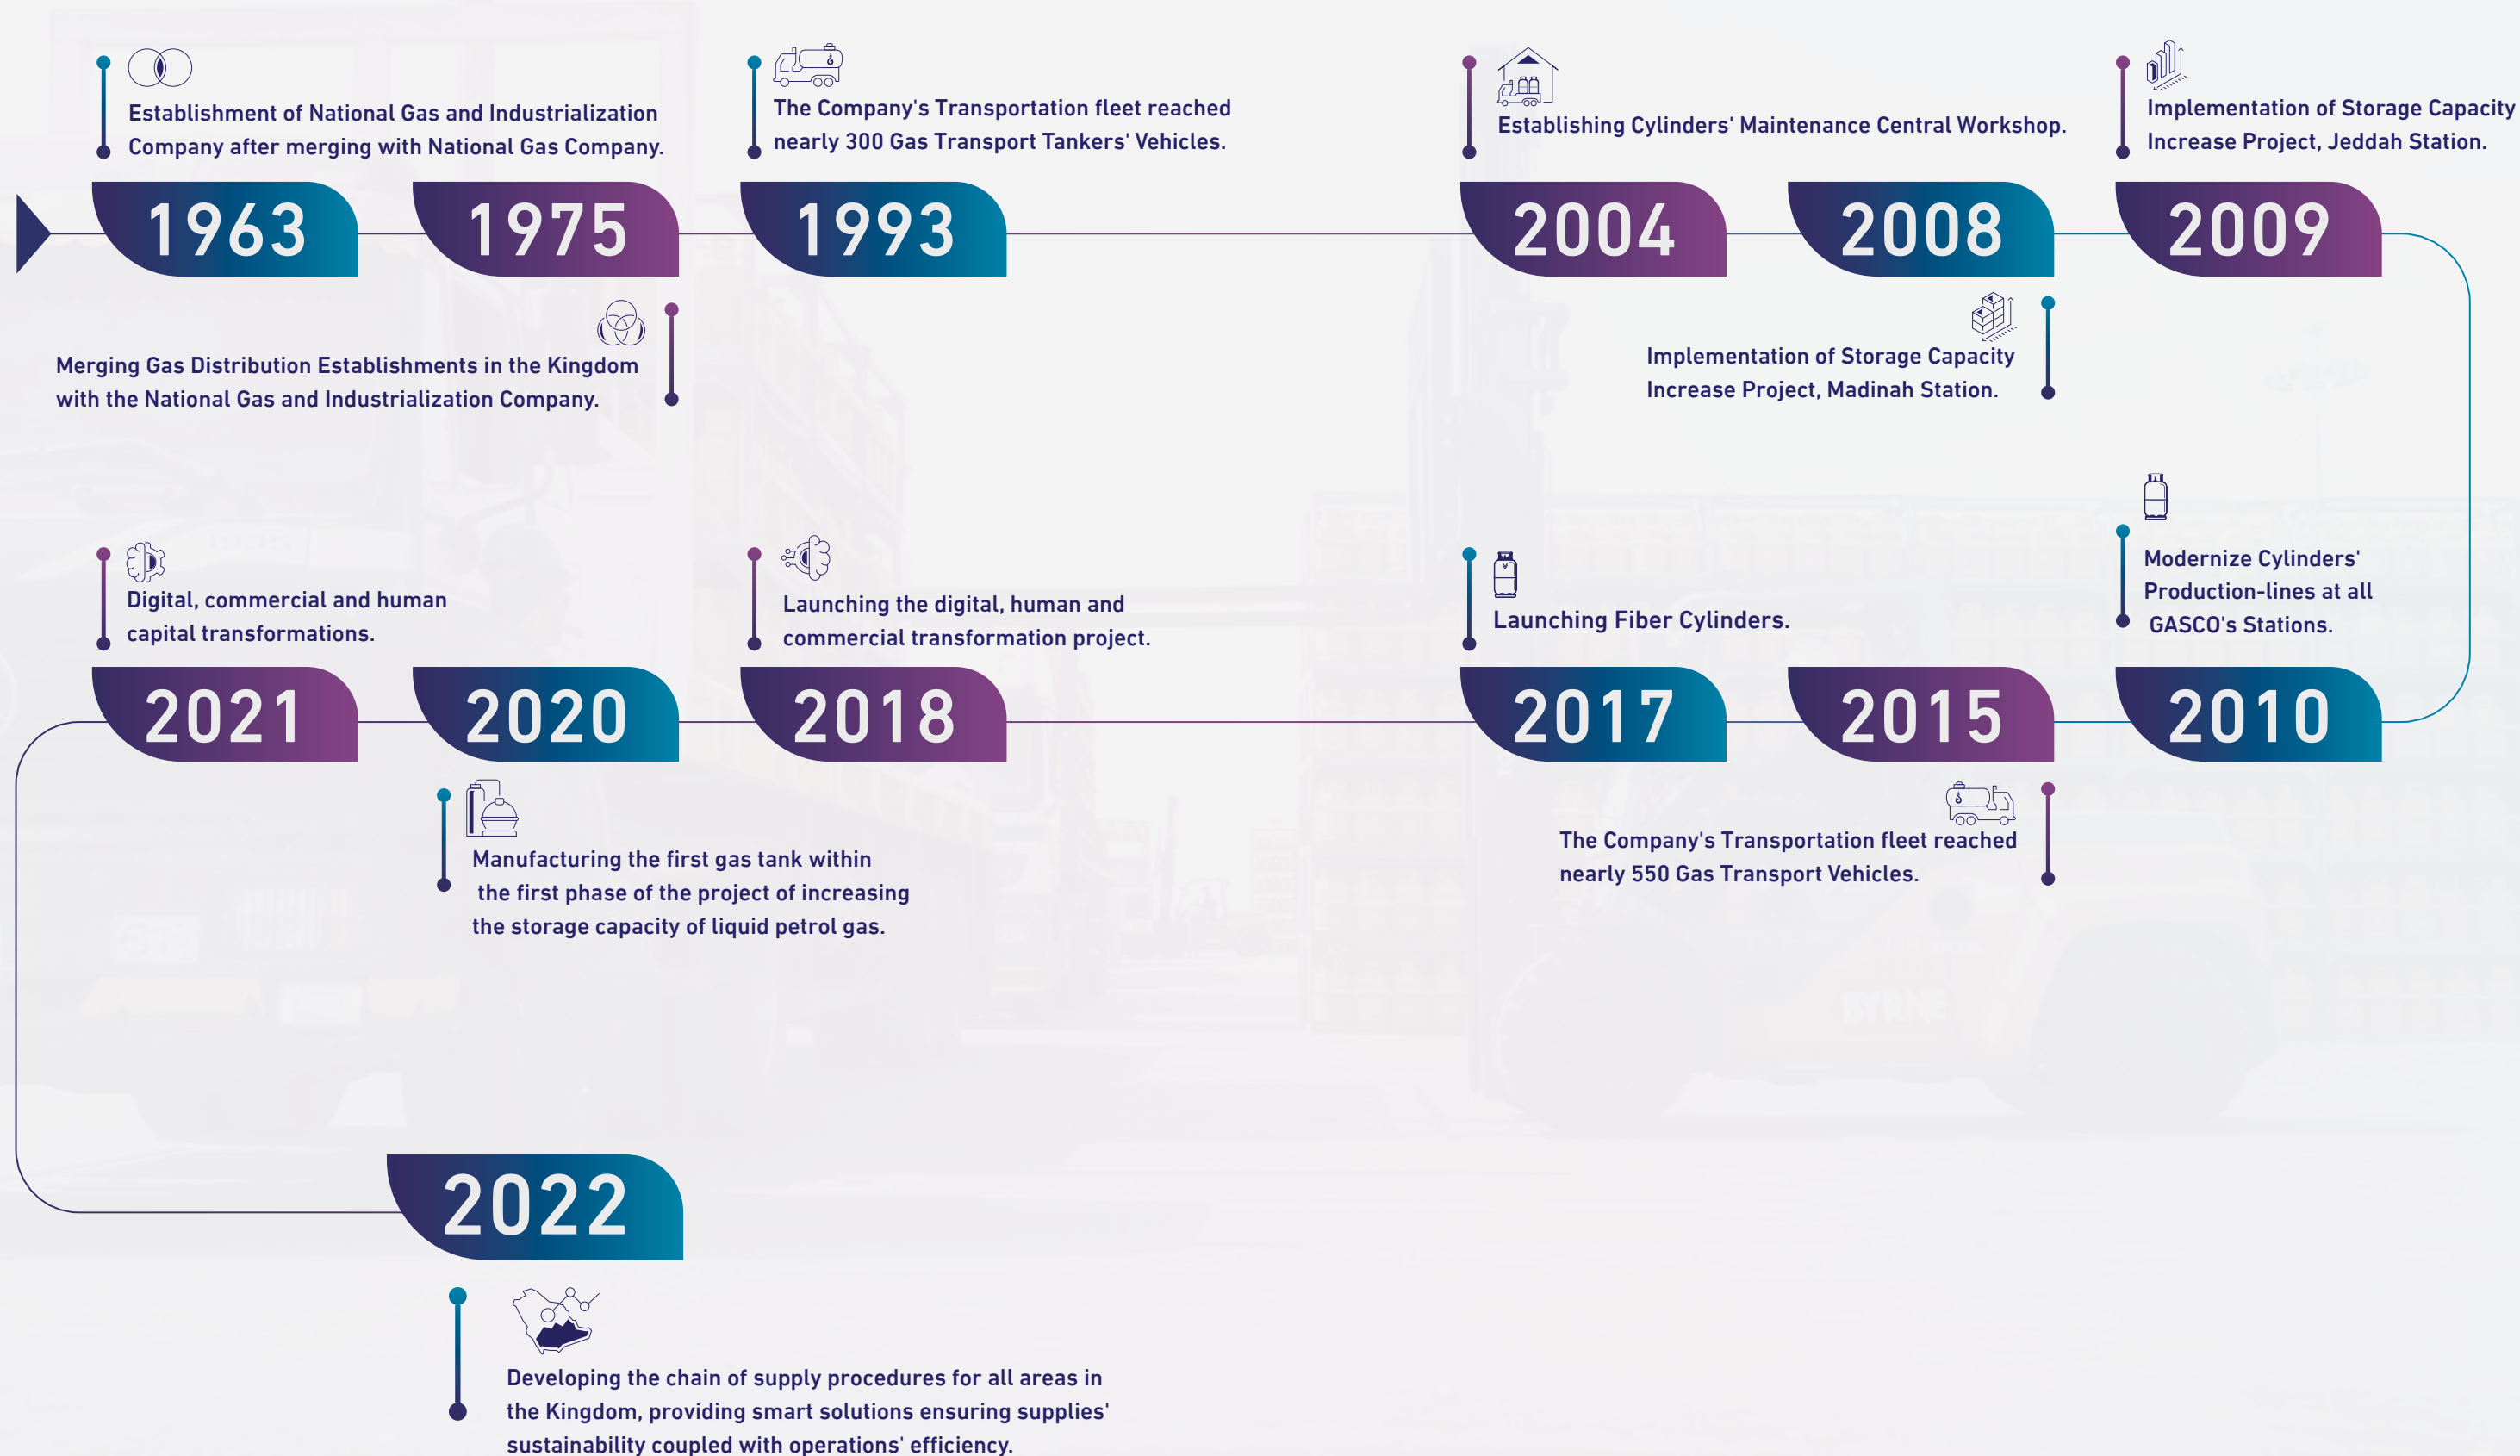 Establishment of National Gas and Industrialization
Company after merging with National Gas Company.
1963
1975
Merging Gas Distribution Establishments in the Kingdom
with the National Gas and Industrialization Company.
The Company's Transportation fleet reached
nearly 300 Gas Transport Tankers' Vehicles.
1993
Establishing Cylinders' Maintenance Central Workshop.
2004
2008
Implementation of Storage Capacity
Increase Project, Madinah Station.
Implementation of Storage Capacity
Increase Project, Jeddah Station.
2009
Modernize Cylinders'
Production-lines at all
GASCO's Stations.
2010
2015
The Company's Transportation fleet reached
nearly 550 Gas Transport Vehicles.
Launching Fiber Cylinders.
2017
Launching the digital, human and
commercial transformation project.
2018
2020
Manufacturing the first gas tank within
the first phase of the project of increasing
the storage capacity of liquid petrol gas.
Digital, commercial and human
capital transformations.
2021
2022
Developing the chain of supply procedures for all areas in
the Kingdom, providing smart solutions ensuring supplies'
sustainability coupled with operations' efficiency.
BYRNE